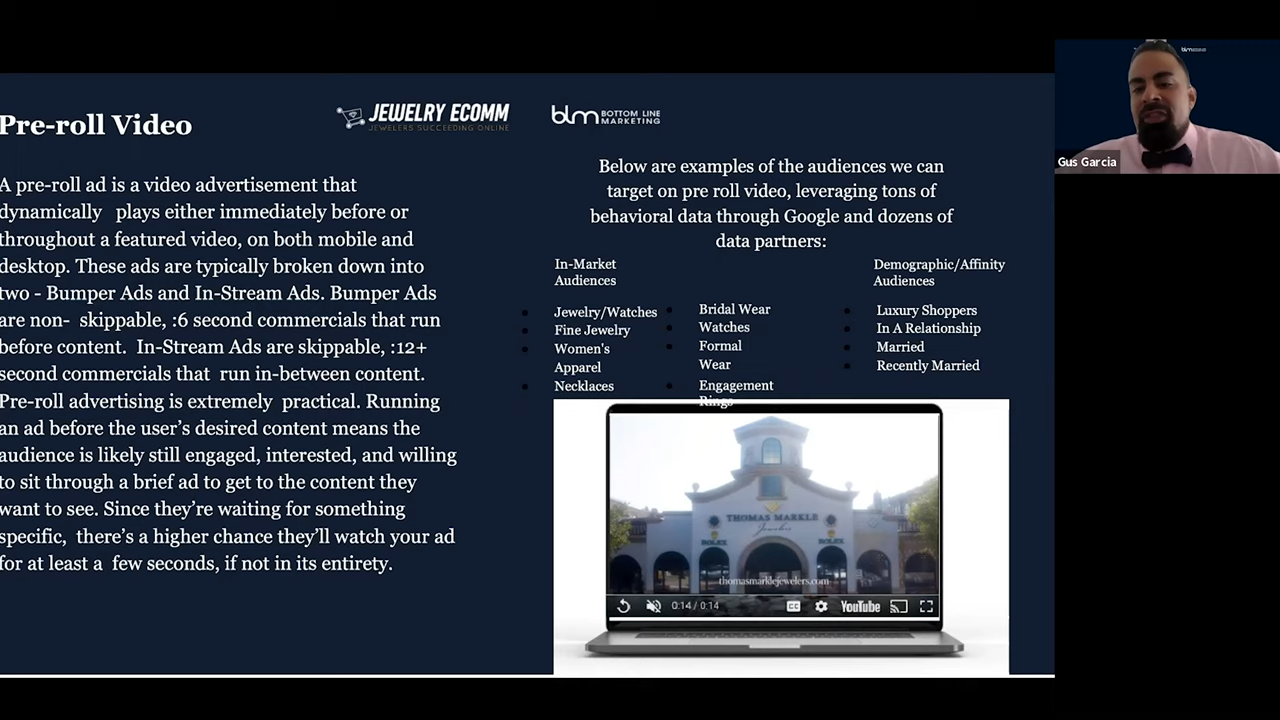 Pre-roll Video
JEWELRY ECOMM
JEWELERS SUCCEEDING ONLINE
blm BOTTOM LINE
MARKETING
A pre-roll ad is a video advertisement that
dynamically plays either immediately before or
throughout a featured video, on both mobile and
desktop. These ads are typically broken down into
two - Bumper Ads and In-Stream Ads. Bumper Ads
are non- skippable, :6 second commercials that run
before content. In-Stream Ads are skippable, :12+
second commercials that run in-between content.
Pre-roll advertising is extremely practical. Running
an ad before the user’s desired content means the
audience is likely still engaged, interested, and willing
to sit through a brief ad to get to the content they
want to see. Since they’re waiting for something
specific, there’s a higher chance they’ll watch your ad
for at least a few seconds, if not in its entirety.
Below are examples of the audiences we can
target on pre roll video, leveraging tons of
behavioral data through Google and dozens of
data partners:
In-Market
Audiences
Jewelry/Watches
Fine Jewelry
Women's
Apparel
Necklaces
Bridal Wear
Watches
Formal
Wear
Engagement
Rings
Demographic/Affinity
Audiences
Luxury Shoppers
In A Relationship
Married
Recently Married
THOMAS MARKLE
Jewelers
ROLEX
ROLEX
thomasmarklejewelers.com
0:14 / 0:14
CC
YouTube
blm
Gus Garcia